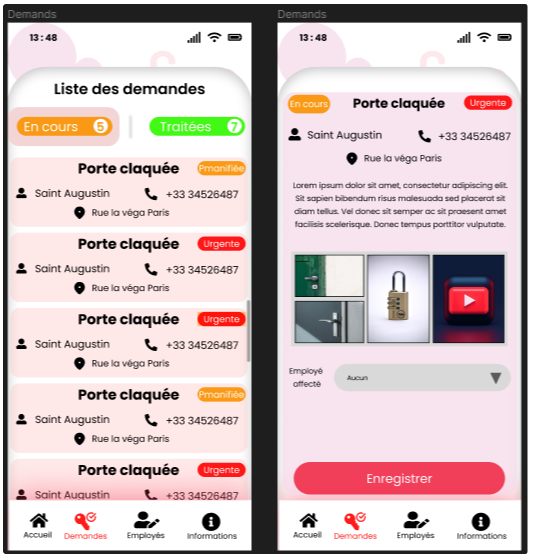 Demands
13:48
Liste des demandes
En cours 5
Traitées 7
Porte claquée
Pmanifiée
Saint Augustin
+33 34526487
Rue la véga Paris
Porte claquée
Urgente
Saint Augustin
+33 34526487
Rue la véga Paris
Porte claquée
Urgente
Saint Augustin
+33 34526487
Rue la véga Paris
Porte claquée
Pmanifiée
Saint Augustin
+33 34526487
Rue la véga Paris
Porte claquée
Urgente
Saint Augustin
+33 34526487
Accueil
Demandes
Employés
Informations
Demands
13:48
En cours
Porte claquée
Urgente
Saint Augustin
+33 34526487
Rue la véga Paris
Lorem ipsum dolor sit amet, consectetur adipiscing elit.
Sit sapien bibendum risus malesuada sed placerat sit
diam tellus. Vel donec sit semper ac sit praesent amet
facilisis scelerisque. Donec tempus porttitor vulputate.
Employé
affecté
Aucun
Enregistrer
Accueil
Demandes
Employés
Informations